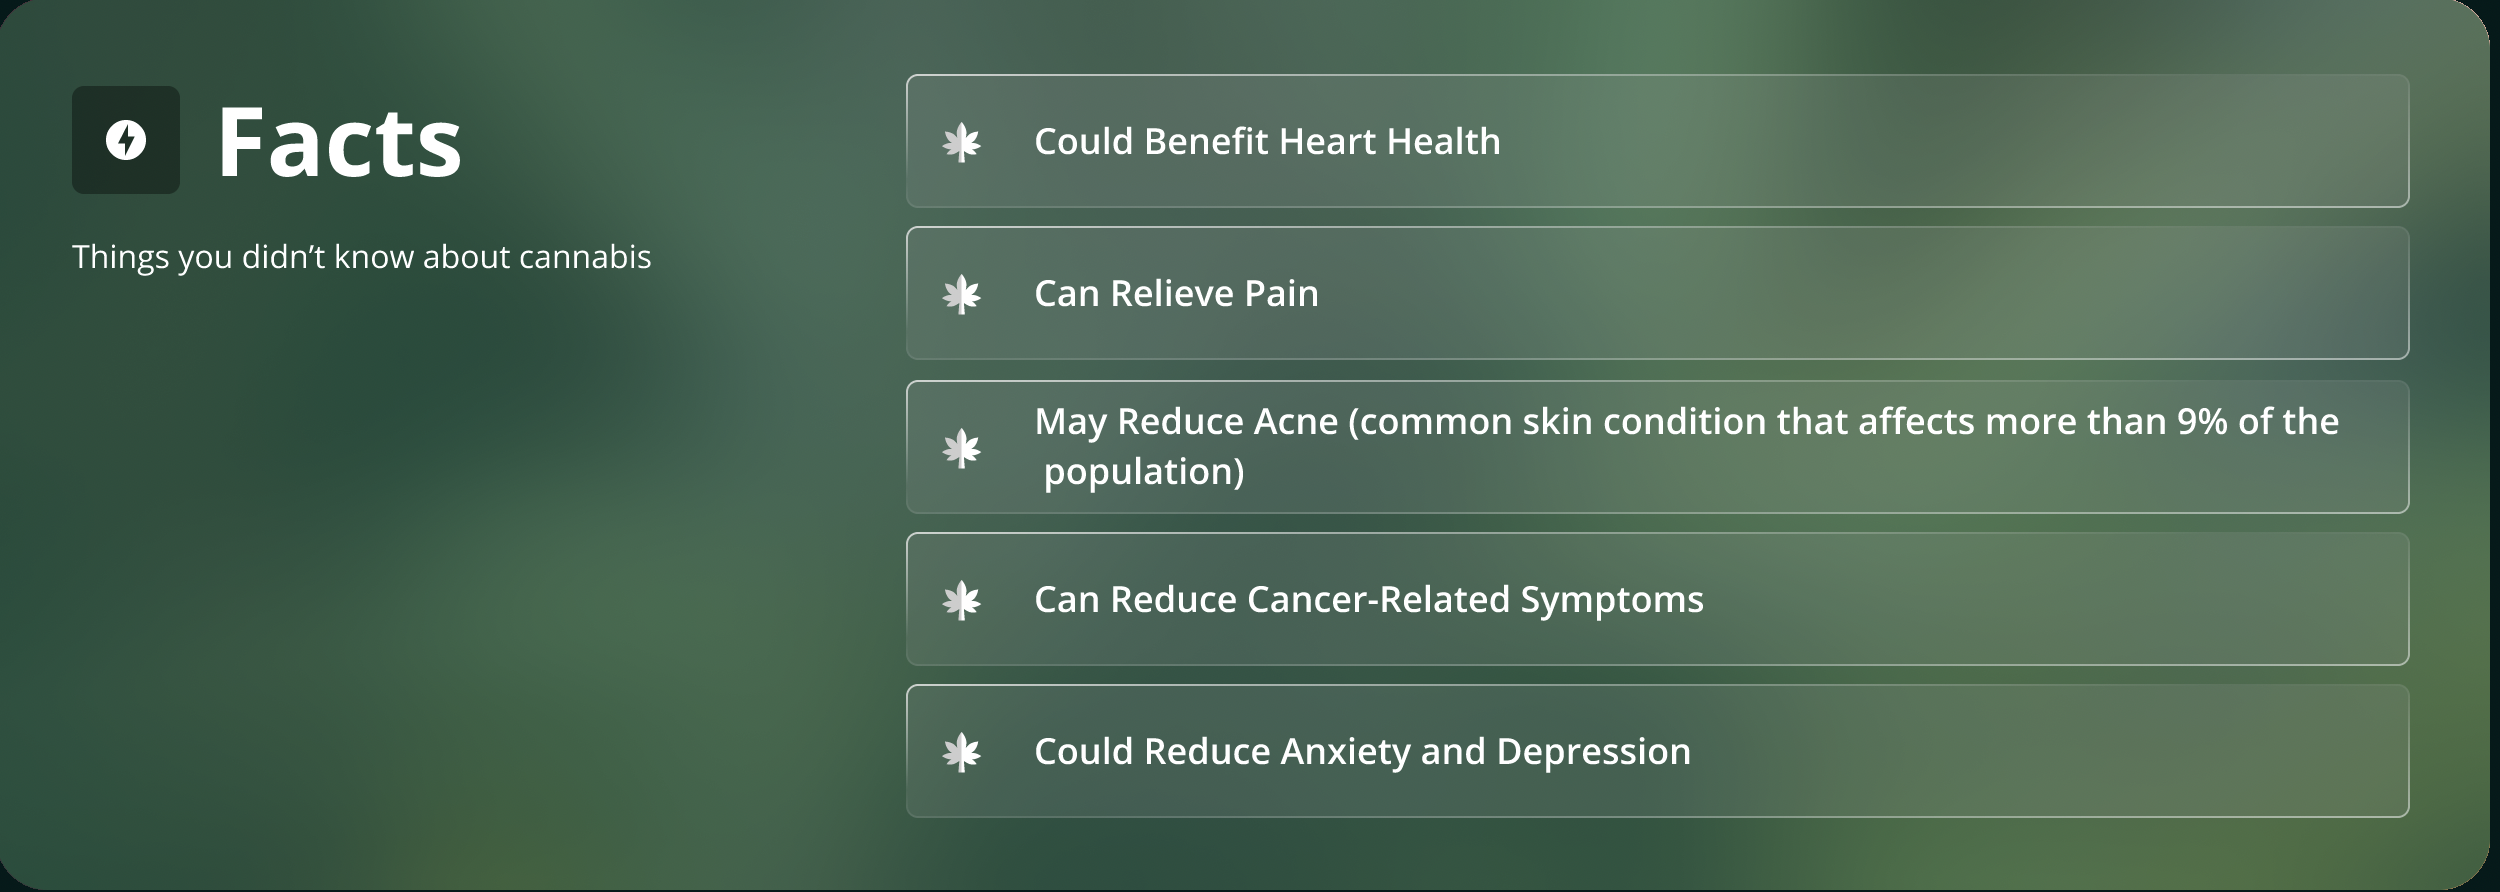 Facts
Things you didn’t know about cannabis
Could Benefit Heart Health
Can Relieve Pain
May Reduce Acne (common skin condition that affects more than 9% of the
population)
Can Reduce Cancer-Related Symptoms
Could Reduce Anxiety and Depression